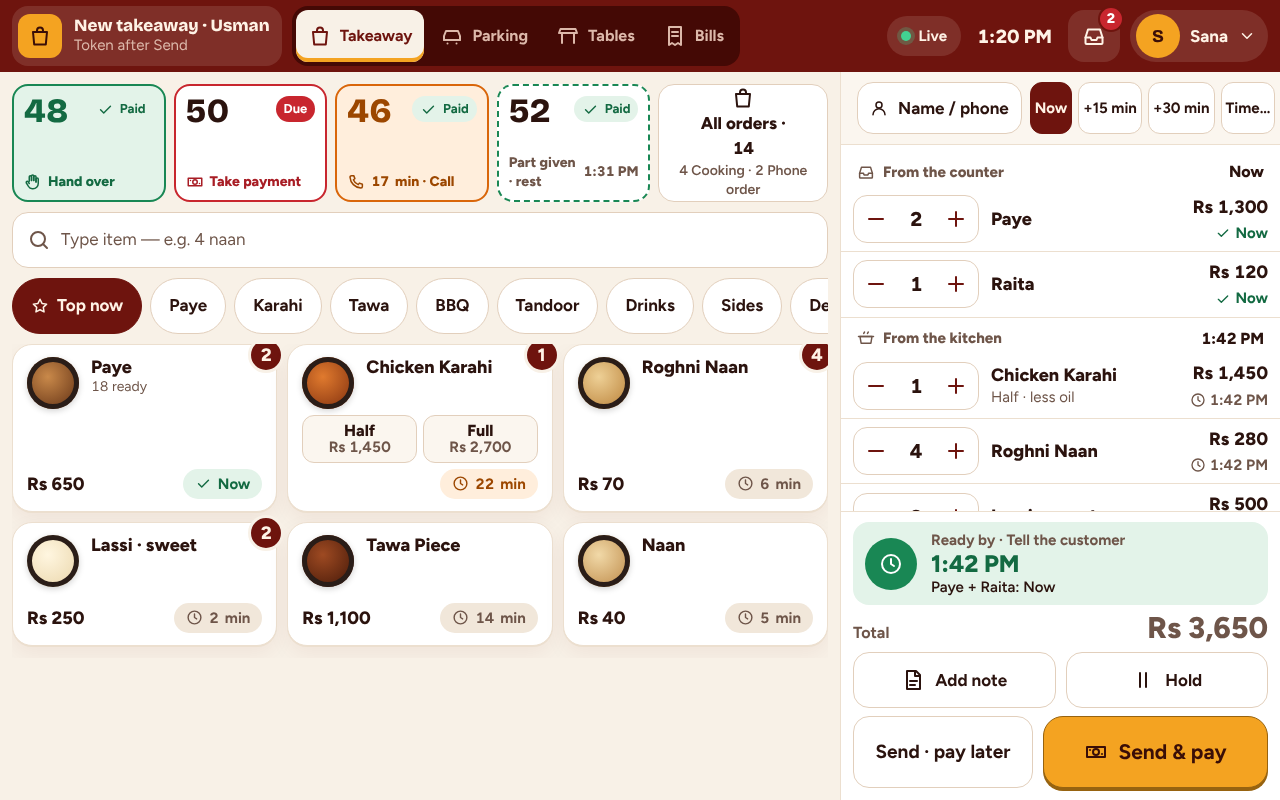 New takeaway · Usman
Token after Send
Takeaway
Parking
Tables
Bills
Live
1:20 PM
2
S
Sana
48
Paid
Hand over
50
Due
Take payment
46
Paid
17 min · Call
52
Paid
Part given
· rest
1:31 PM
All orders ·
14
4 Cooking · 2 Phone
order
Type item — e.g. 4 naan
Top now
Paye
Karahi
Tawa
BBQ
Tandoor
Drinks
Sides
De
Paye
18 ready
2
Rs 650
Now
Chicken Karahi
1
Half
Rs 1,450
Full
Rs 2,700
22 min
Roghni Naan
4
Rs 70
6 min
Lassi · sweet
2
Rs 250
2 min
Tawa Piece
Rs 1,100
14 min
Naan
Rs 40
5 min
Name / phone
Now
+15 min
+30 min
Time...
From the counter
Now
2
Paye
Rs 1,300
Now
1
Raita
Rs 120
Now
From the kitchen
1:42 PM
1
Chicken Karahi
Half · less oil
Rs 1,450
1:42 PM
4
Roghni Naan
Rs 280
1:42 PM
Rs 500
Ready by · Tell the customer
1:42 PM
Paye + Raita: Now
Total
Rs 3,650
Add note
Hold
Send · pay later
Send & pay